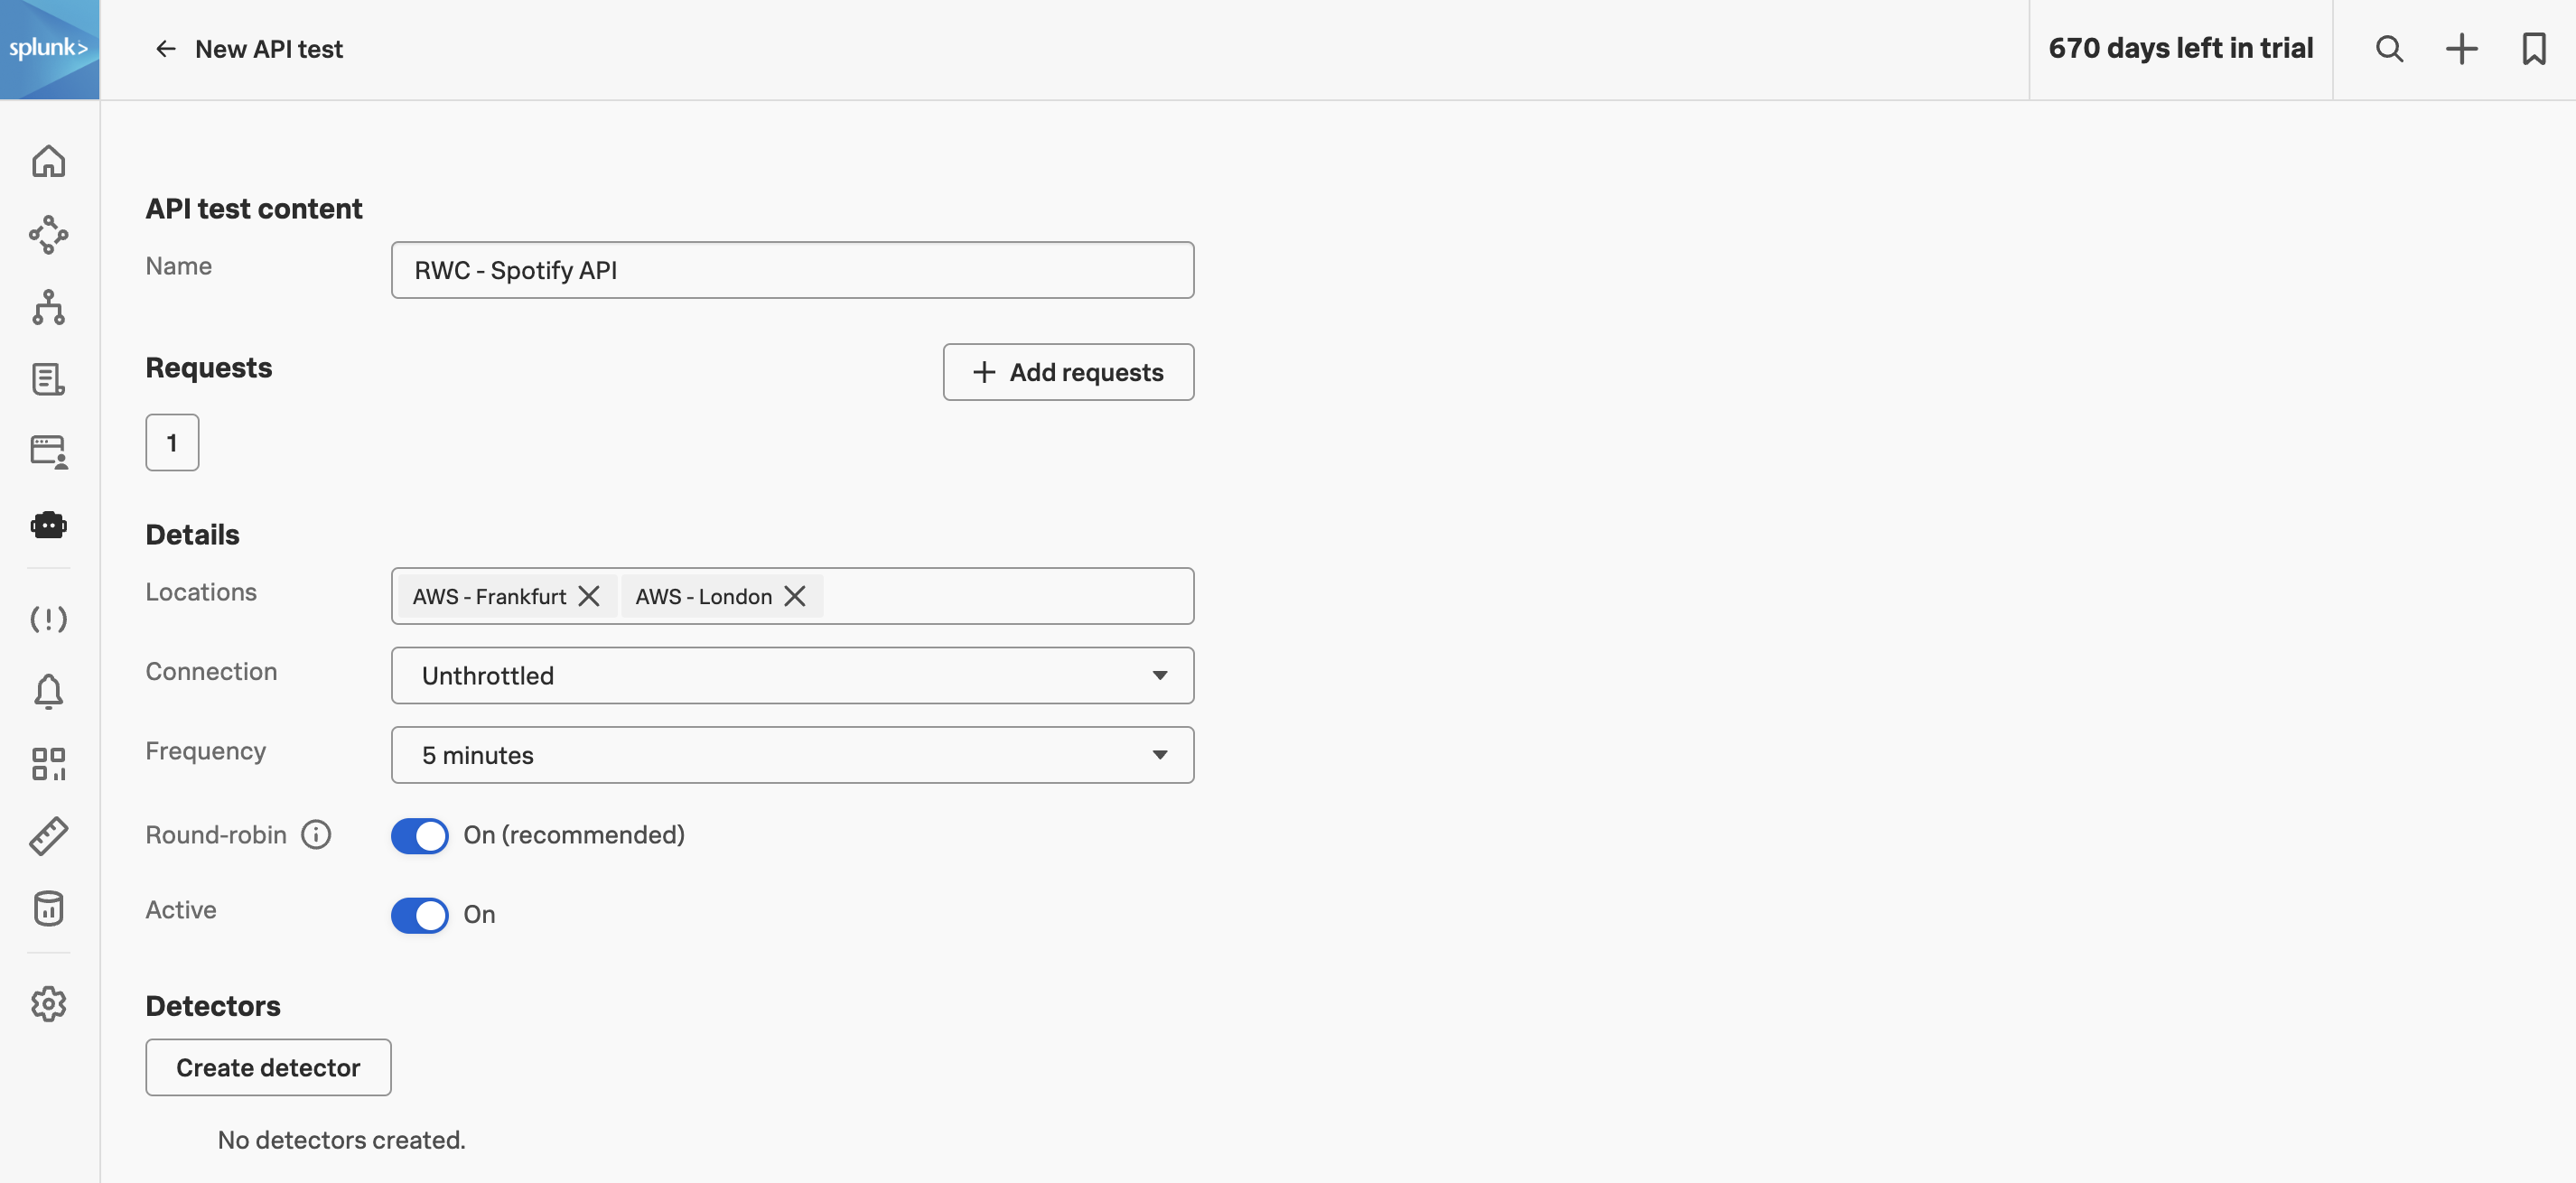 splunk>
New API test
670 days left in trial
API test content
Name
RWC - Spotify API
Requests
Add requests
1
Details
Locations
AWS - Frankfurt
AWS - London
Connection
Unthrottled
Frequency
5 minutes
Round-robin
On (recommended)
Active
On
Detectors
Create detector
No detectors created.